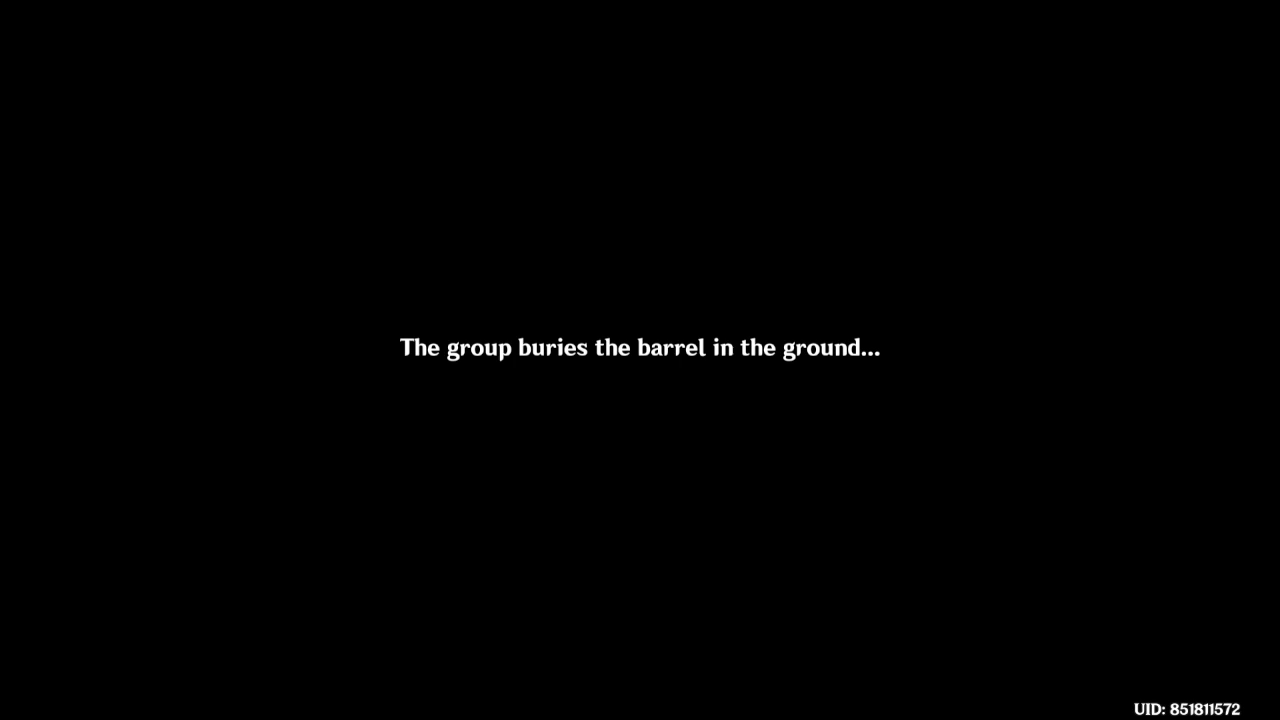 The group buries the barrel in the ground...
UID: 851811572